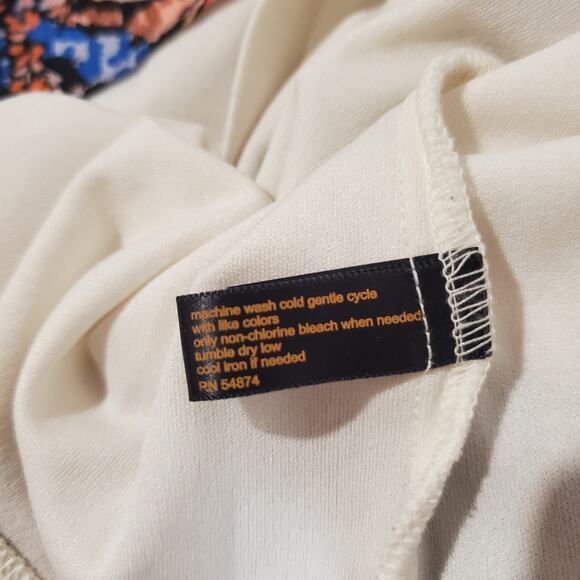 machine wash cold gentle cycle
with like colors
only non-chlorine bleach when needed
tumble dry low
cool iron if needed
RN 54874